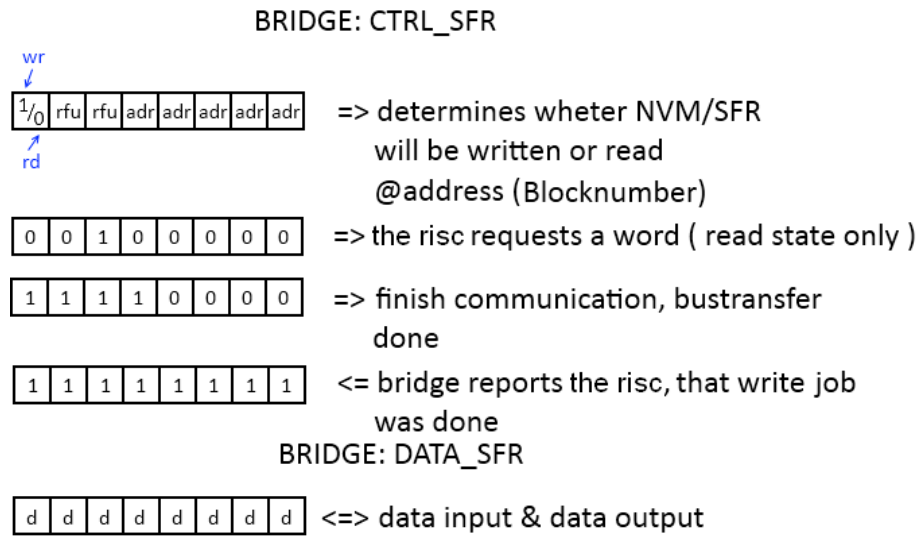 BRIDGE: CTRL_SFR
wr
1/0 rfu rfu adr adr adr adr adr => determines wheter NVM/SFR
rd
will be written or read
@address (Blocknumber)
0 0 1 0 0 0 0 0 => the risc requests a word ( read state only )
1 1 1 1 0 0 0 0 => finish communication, bustransfer
done
1 1 1 1 1 1 1 1 <= bridge reports the risc, that write job
was done
BRIDGE: DATA_SFR
d d d d d d d d <=> data input & data output